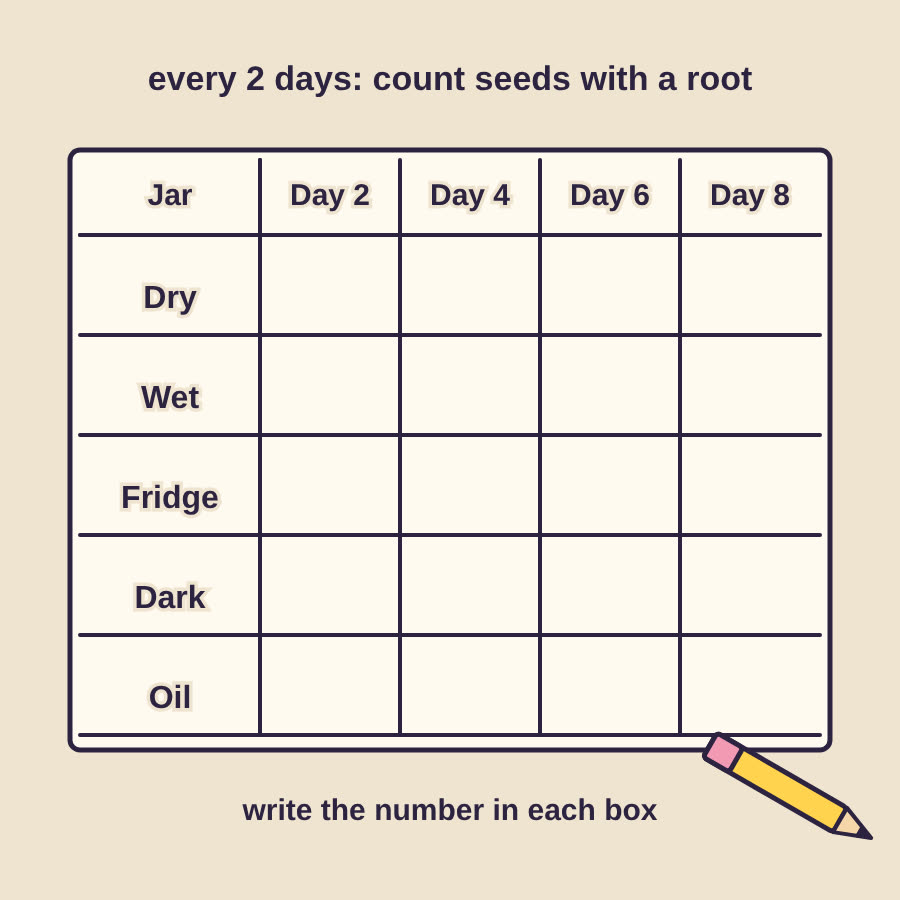 every 2 days: count seeds with a root
Jar Day 2 Day 4 Day 6 Day 8
Dry
Wet
Fridge
Dark
Oil
write the number in each box